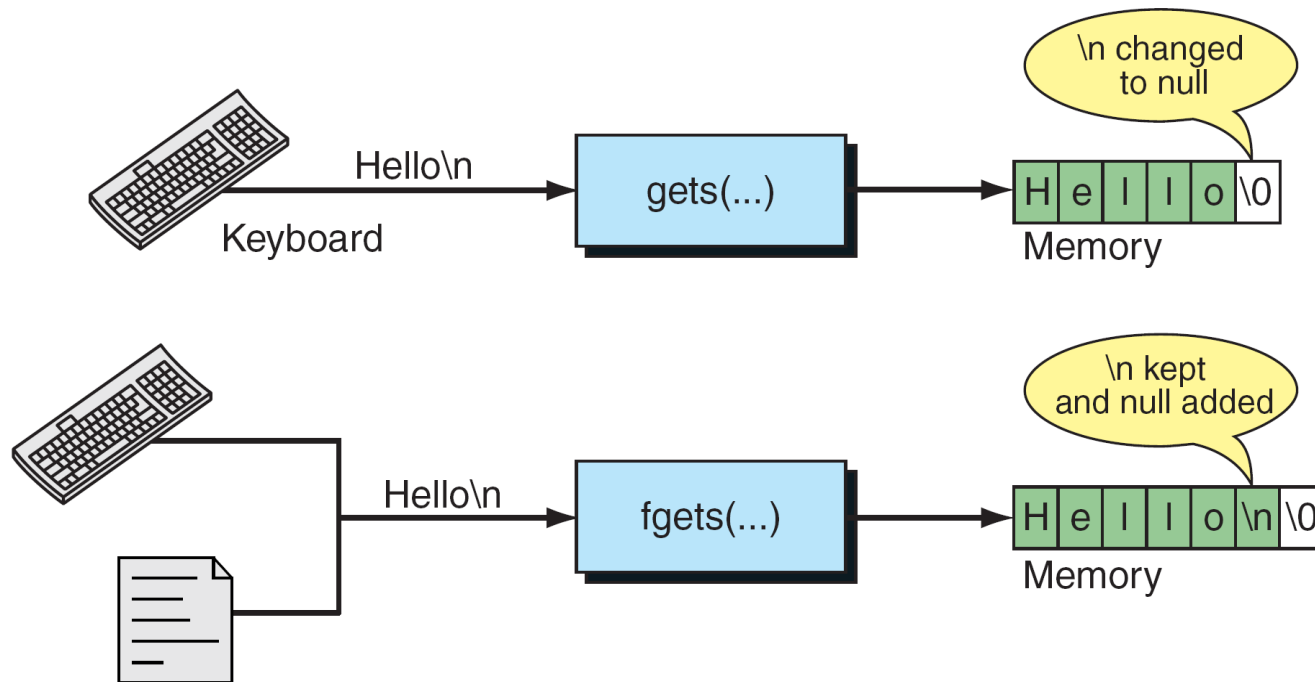 \n changed
to null
Hello\n
Keyboard
gets(...)
H e l l o \0
Memory
\n kept
and null added
Hello\n
fgets(...)
H e l l o \n \0
Memory